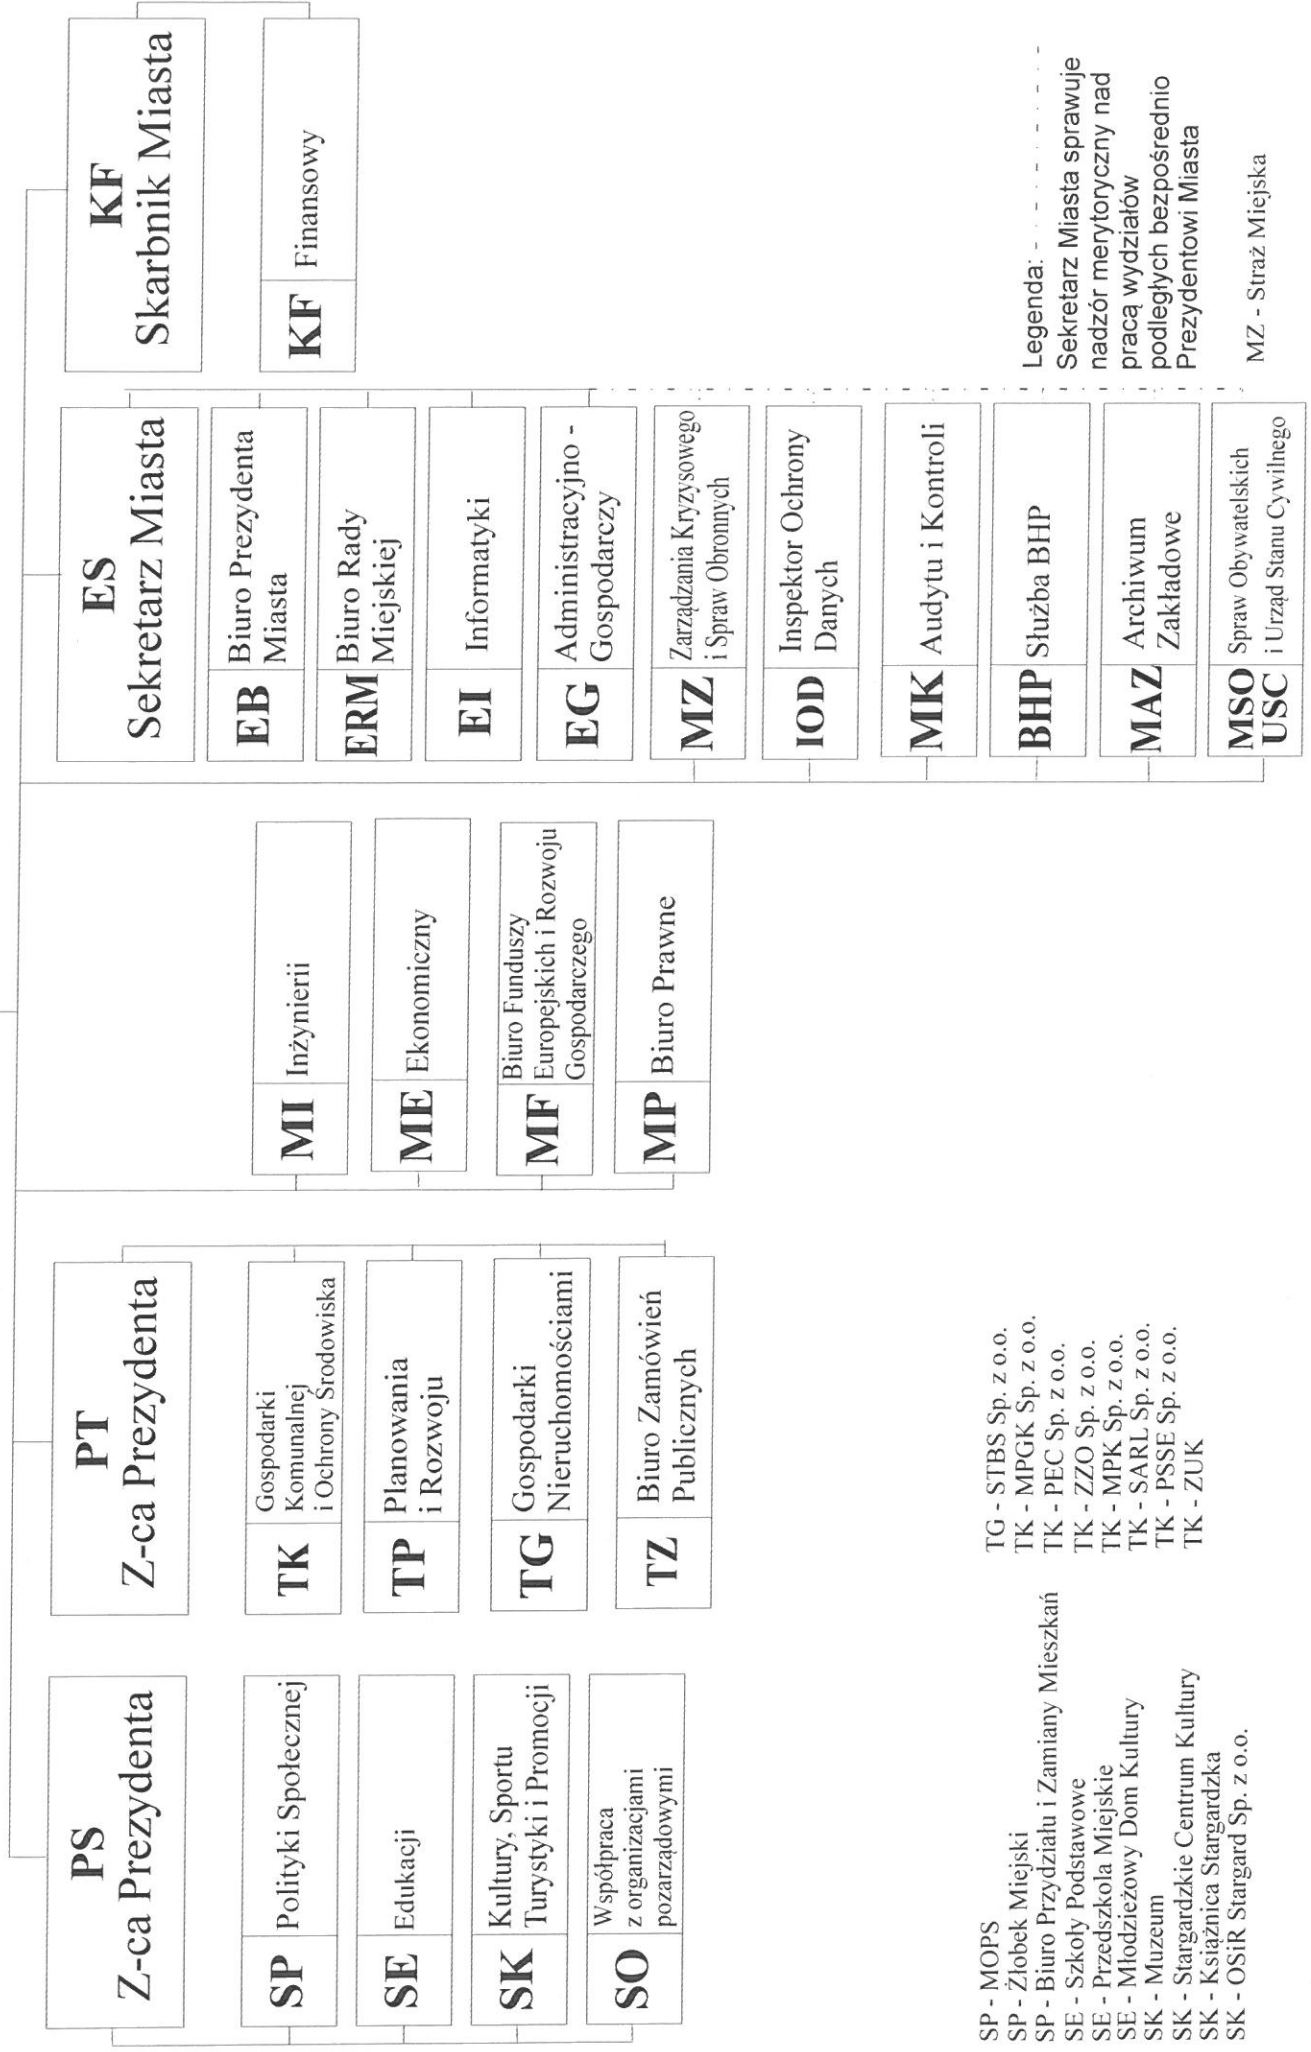 PS
Z-ca Prezydenta
SP
Polityki Społecznej
SE
Edukacji
SK
Kultury, Sportu
Turystyki i Promocji
SO
Współpraca
z organizacjami
pozarządowymi
PT
Z-ca Prezydenta
TK
Gospodarki
Komunalnej
i Ochrony Środowiska
TP
Planowania
i Rozwoju
TG
Gospodarki
Nieruchomościami
TZ
Biuro Zamówień
Publicznych
MI
Inżynierii
ME
Ekonomiczny
MF
Biuro Funduszy
Europejskich i Rozwoju
Gospodarczego
MP
Biuro Prawne
ES
Sekretarz Miasta
EB
Biuro Prezydenta
Miasta
ERM
Biuro Rady
Miejskiej
EI
Informatyki
EG
Administracyjno -
Gospodarczy
MZ
Zarządzania Kryzysowego
i Spraw Obronnych
IOD
Inspektor Ochrony
Danych
MK
Audytu i Kontroli
BHP
Służba BHP
MAZ
Archiwum
Zakładowe
MSO
USC
Spraw Obywatelskich
i Urząd Stanu Cywilnego
KF
Skarbnik Miasta
KF
Finansowy
SP - MOPS
SP - Żłobek Miejski
SP - Biuro Przydziału i Zamiany Mieszkań
SE - Szkoły Podstawowe
SE - Przedszkola Miejskie
SE - Młodzieżowy Dom Kultury
SK - Muzeum
SK - Stargardzkie Centrum Kultury
SK - Książnica Stargardzka
SK - OSiR Stargard Sp. z o.o.
TG - STBS Sp. z o.o.
TK - MPGK Sp. z o.o.
TK - PEC Sp. z o.o.
TK - ZZO Sp. z o.o.
TK - MPK Sp. z o.o.
TK - SARL Sp. z o.o.
TK - PSSE Sp. z o.o.
TK - ZUK
Legenda: - - - - - - - -
Sekretarz Miasta sprawuje
nadzór merytoryczny nad
pracą wydziałów
podległych bezpośrednio
Prezydentowi Miasta
MZ - Straż Miejska